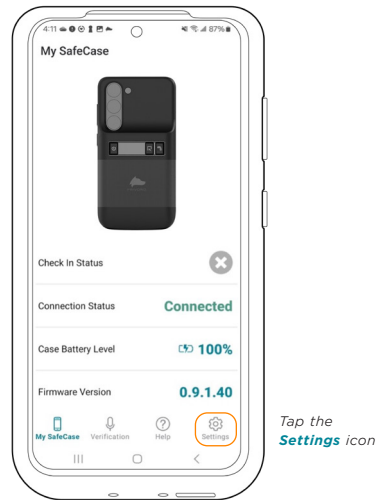 4:11 87%
My SafeCase
Check In Status
Connection Status Connected
Case Battery Level 100%
Firmware Version 0.9.1.40
My SafeCase Verification Help Settings
Tap the
Settings icon